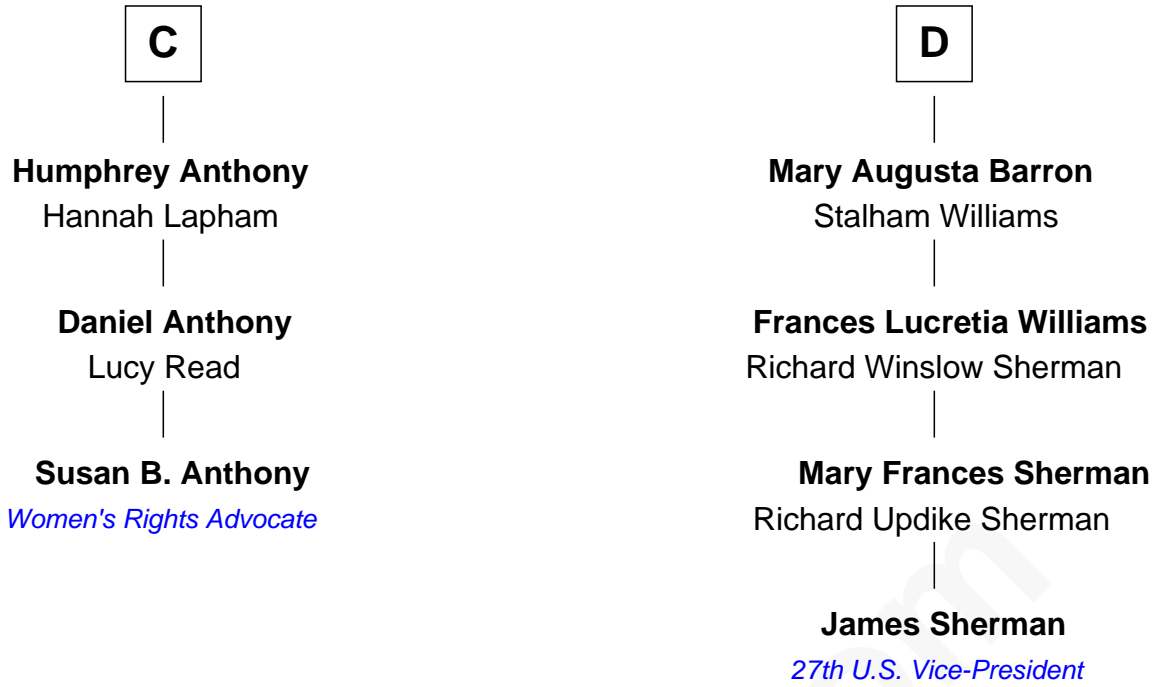 C
Humphrey Anthony
Hannah Lapham
Daniel Anthony
Lucy Read
Susan B. Anthony
Women's Rights Advocate
D
Mary Augusta Barron
Stalham Williams
Frances Lucretia Williams
Richard Winslow Sherman
Mary Frances Sherman
Richard Updike Sherman
James Sherman
27th U.S. Vice-President